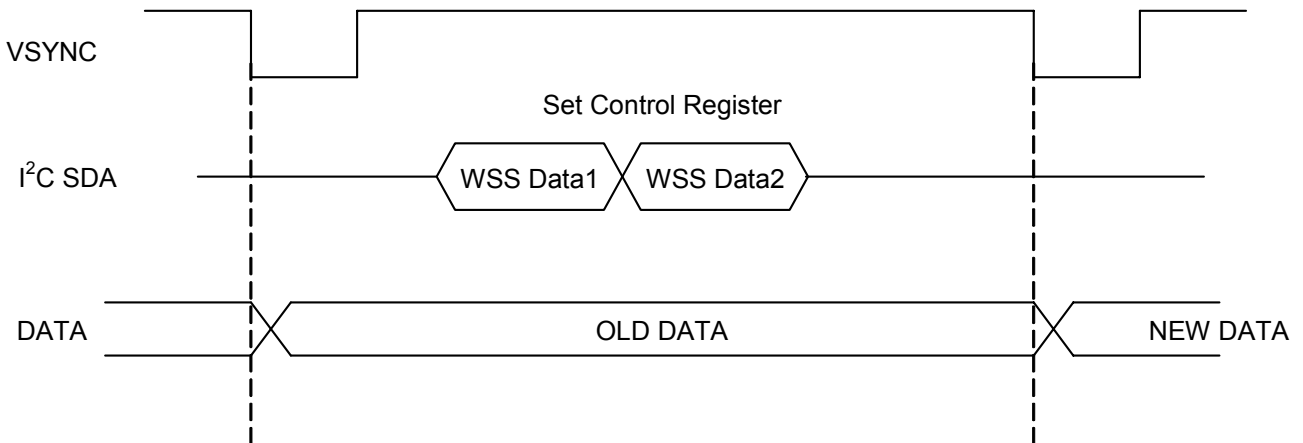 VSYNC
Set Control Register
I²C SDA
WSS Data1
WSS Data2
DATA
OLD DATA
NEW DATA